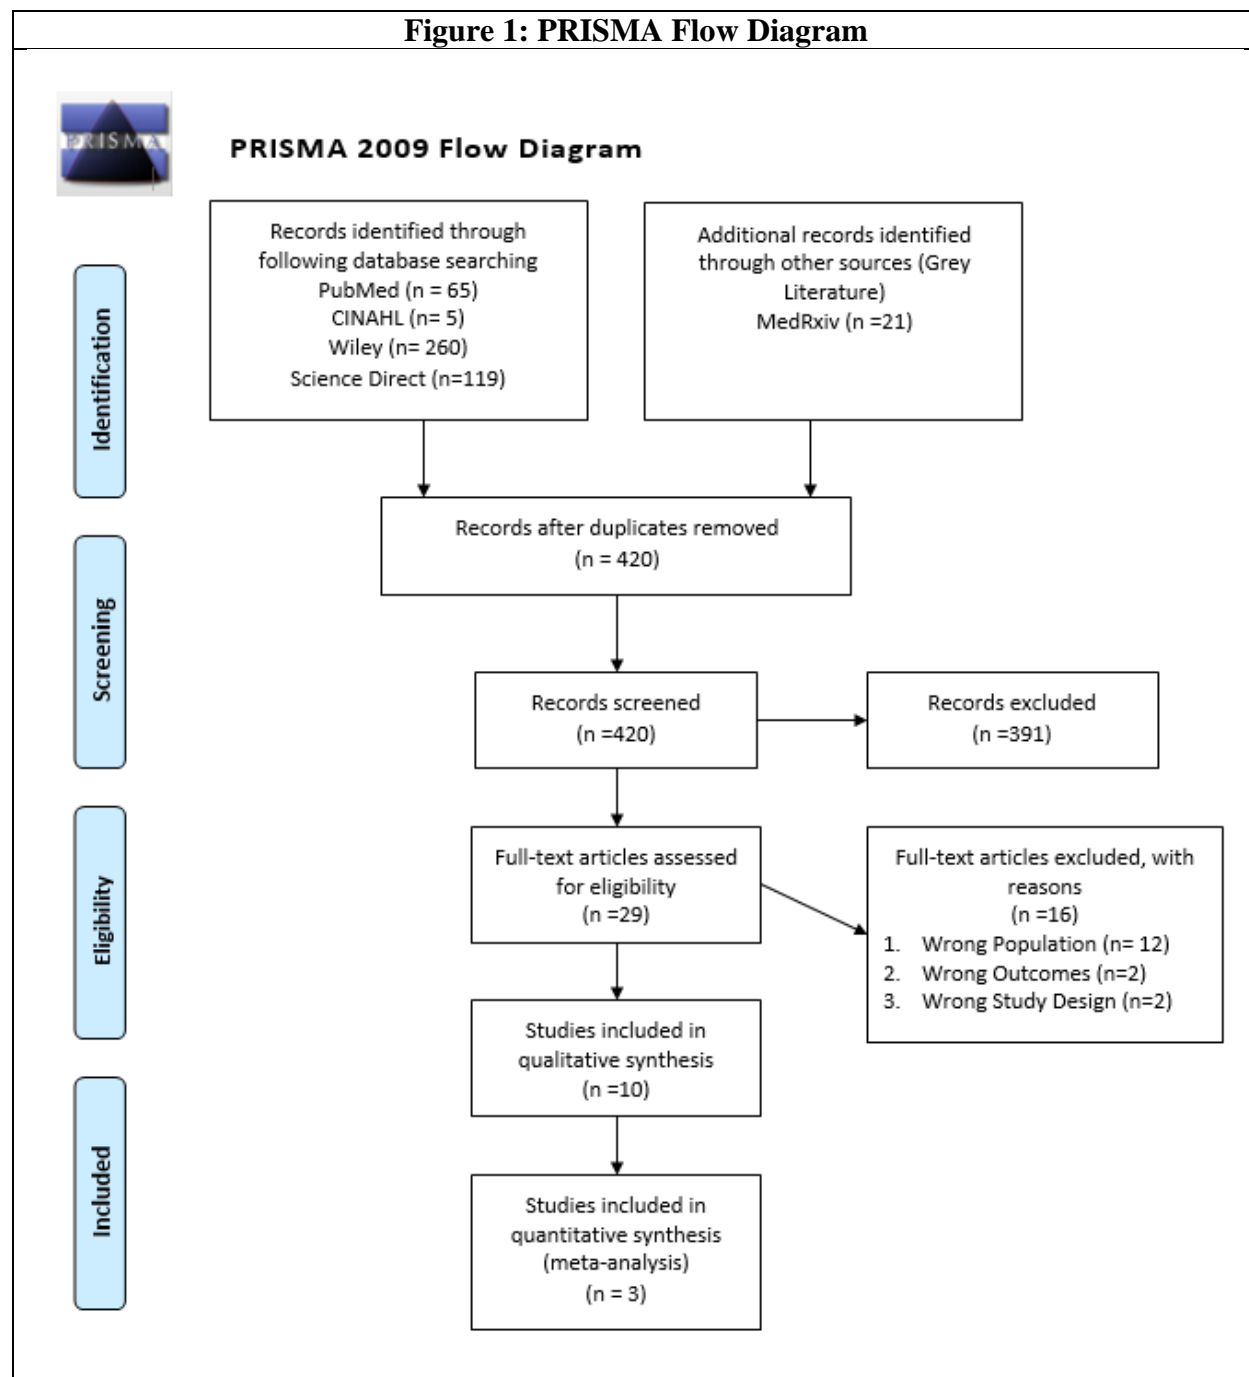 Figure 1: PRISMA Flow Diagram
PRISMA
PRISMA 2009 Flow Diagram
Identification
Records identified through
following database searching
PubMed (n = 65)
CINAHL (n= 5)
Wiley (n= 260)
Science Direct (n=119)
Additional records identified
through other sources (Grey
Literature)
MedRxiv (n =21)
Records after duplicates removed
(n = 420)
Screening
Records screened
(n =420)
Records excluded
(n =391)
Eligibility
Full-text articles assessed
for eligibility
(n =29)
Full-text articles excluded, with
reasons
(n =16)
1. Wrong Population (n= 12)
2. Wrong Outcomes (n=2)
3. Wrong Study Design (n=2)
Studies included in
qualitative synthesis
(n =10)
Included
Studies included in
quantitative synthesis
(meta-analysis)
(n = 3)